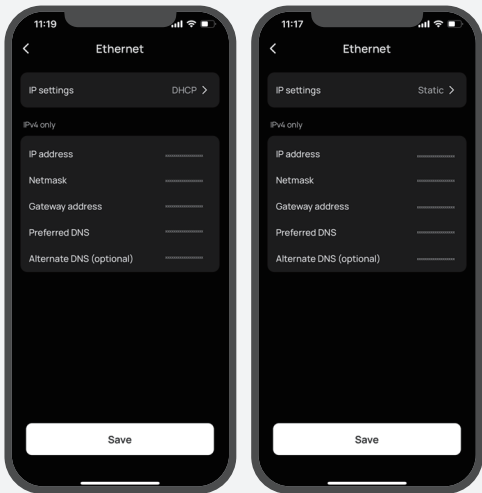 11:19
Ethernet
IP settings DHCP
IPv4 only
IP address
Netmask
Gateway address
Preferred DNS
Alternate DNS (optional)
Save
11:17
Ethernet
IP settings Static
IPv4 only
IP address
Netmask
Gateway address
Preferred DNS
Alternate DNS (optional)
Save